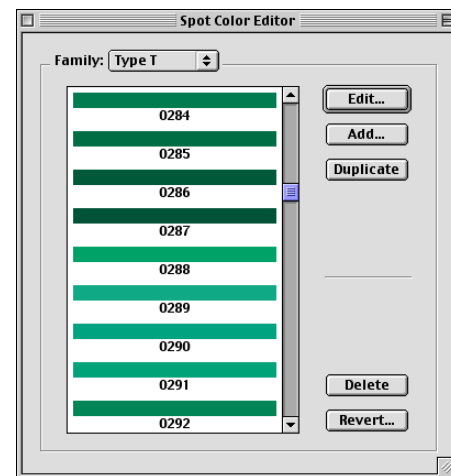 Spot Color Editor
Family: Type T
0284
0285
0286
0287
0288
0289
0290
0291
0292
Edit...
Add...
Duplicate
Delete
Revert...